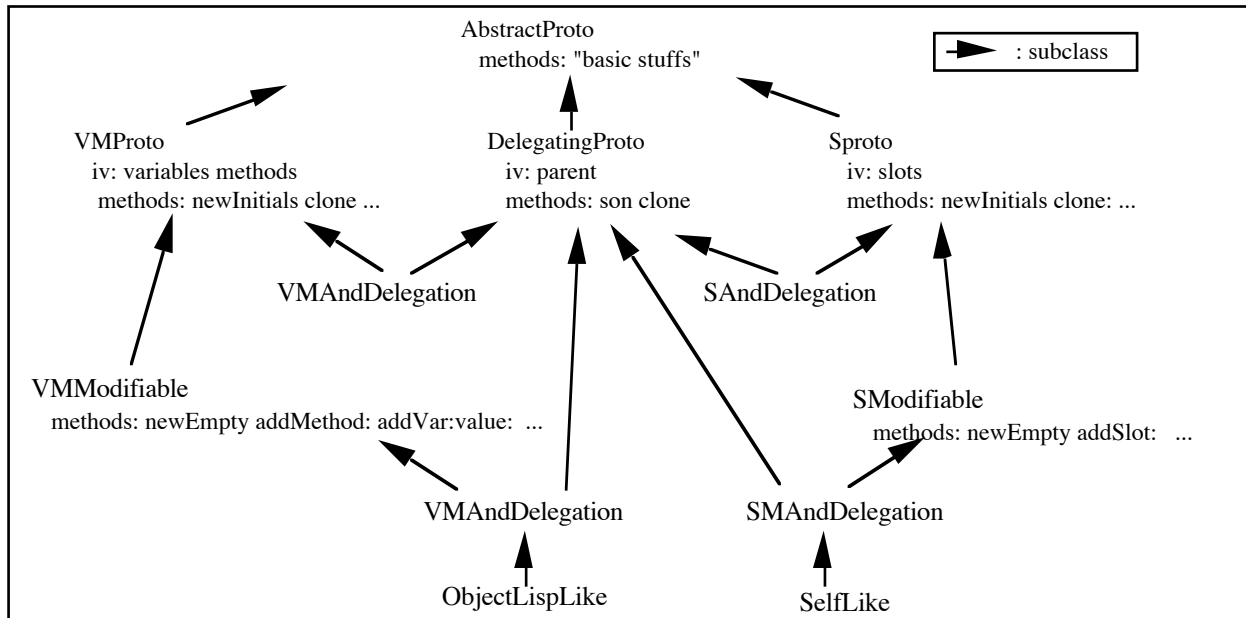 AbstractProto
methods: "basic stuffs"
: subclass
VMProto
iv: variables methods
methods: newInitials clone ...
DelegatingProto
iv: parent
methods: son clone
Sproto
iv: slots
methods: newInitials clone: ...
VMAndDelegation
SAndDelegation
VMModifiable
methods: newEmpty addMethod: addVar:value: ...
SModifiable
methods: newEmpty addSlot: ...
VMAndDelegation
SMAndDelegation
ObjectLispLike
SelfLike